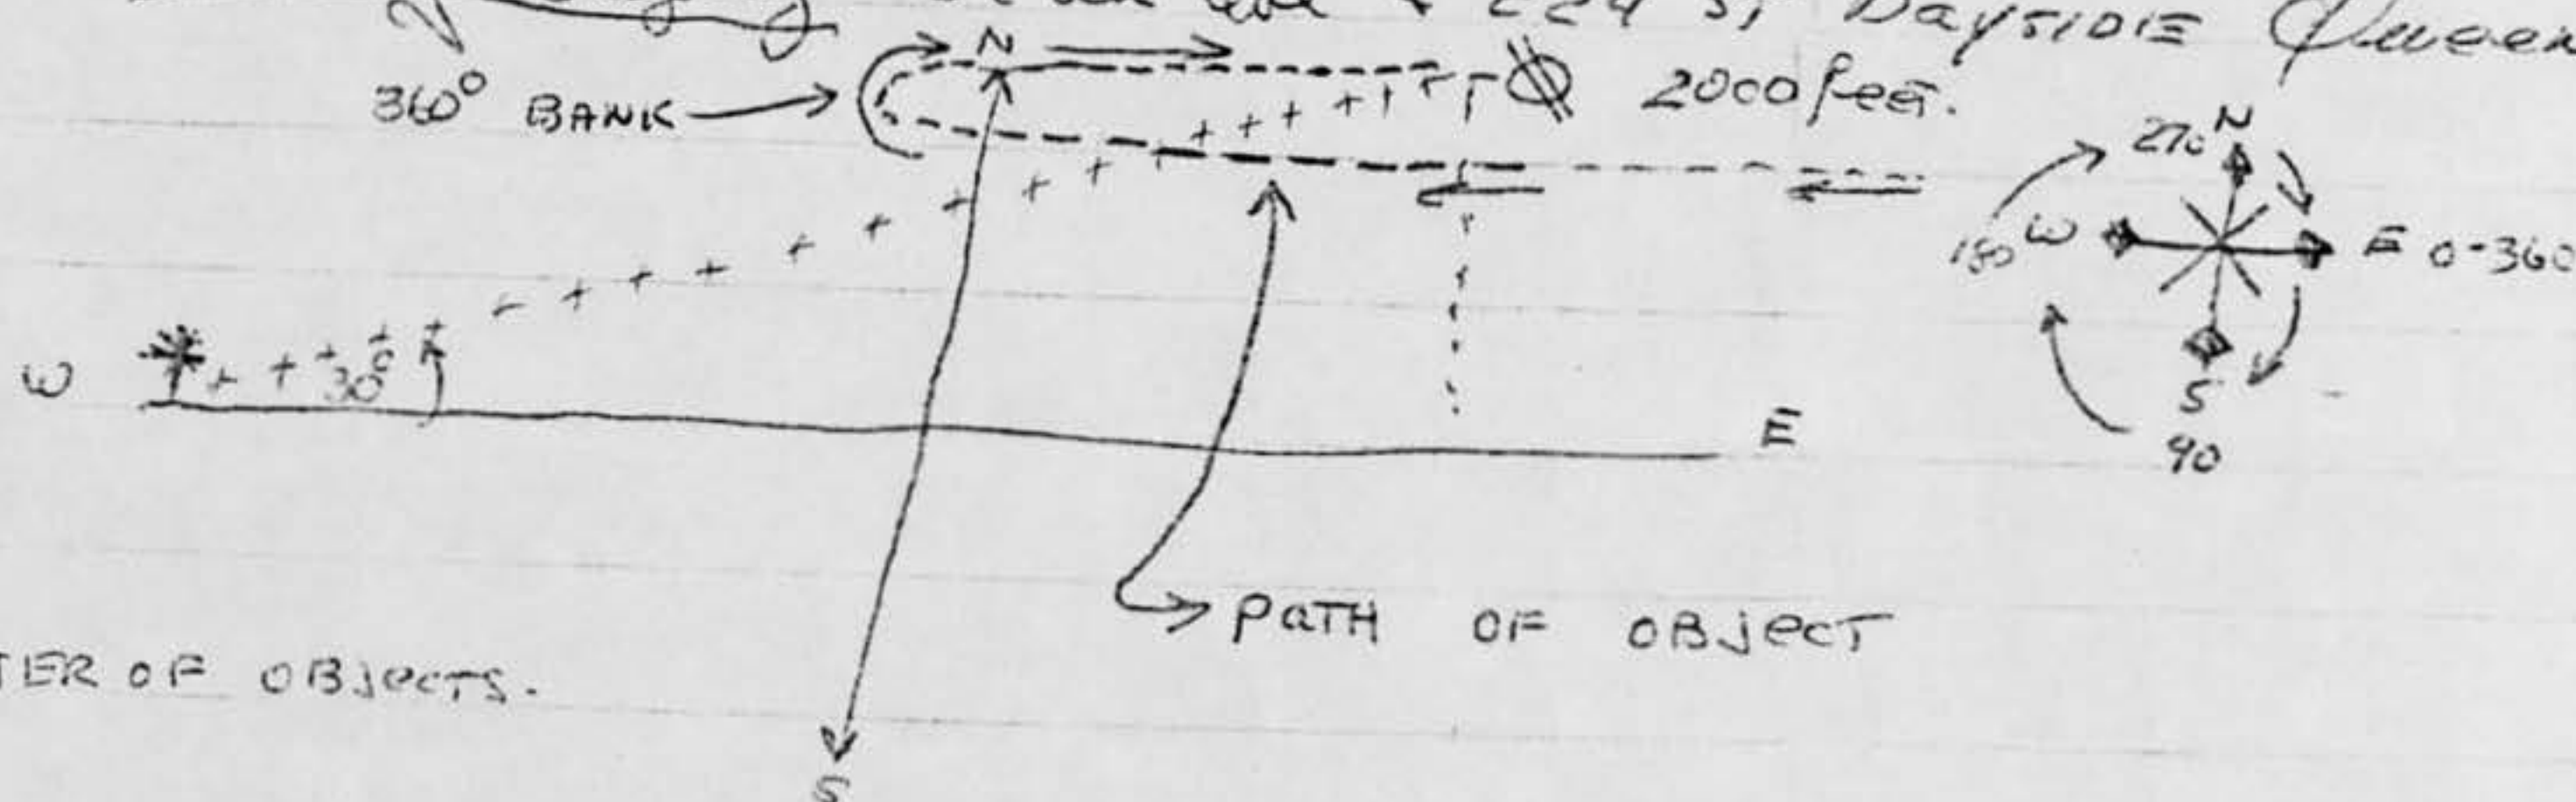 & 224 ST BAYSIDE Queen
N
360° BANK
2000 feet.
270 N
180 W
E 0-360
30°
W
E
S
90
PATH OF OBJECT
TER OF OBJECTS.
S